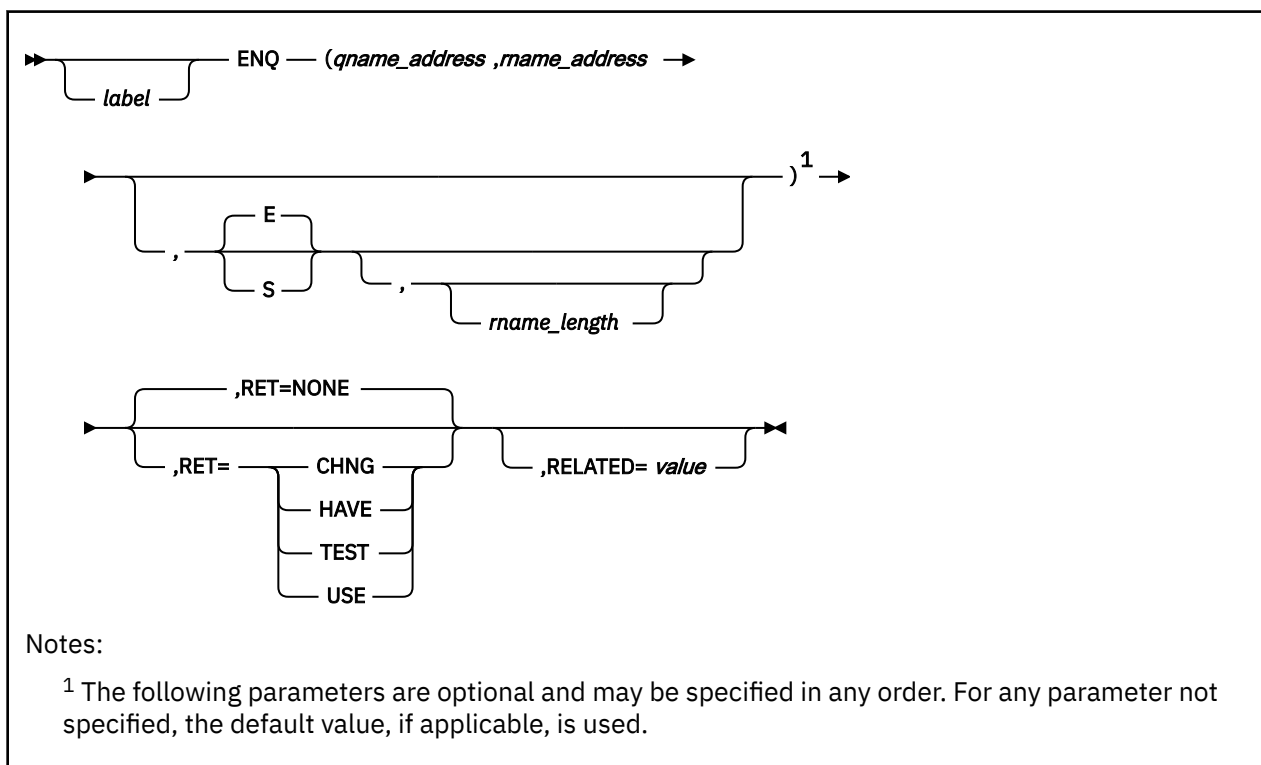 ENQ (qname_address ,rname_address
label
) 1
E
,
S
,
rname_length
,RET=NONE
,RET= CHNG
,RELATED= value
HAVE
TEST
USE
Notes:
1 The following parameters are optional and may be specified in any order. For any parameter not
specified, the default value, if applicable, is used.